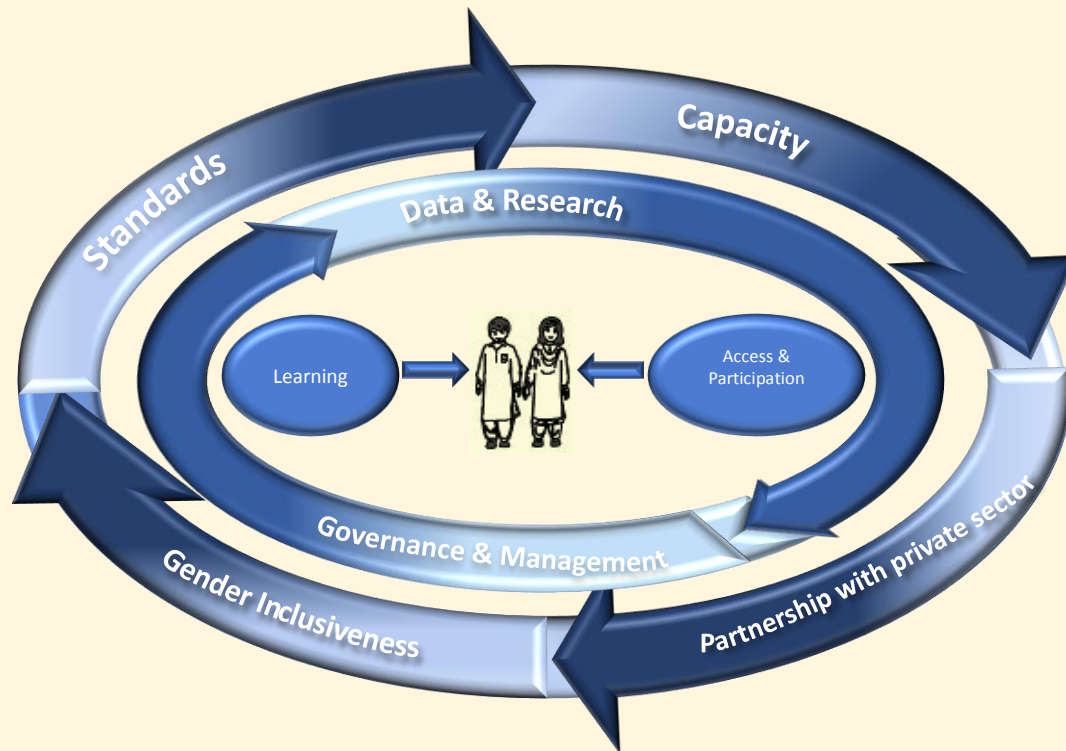 Standards
Capacity
Data & Research
Learning
Access &
Participation
Governance & Management
Partnership with private sector
Gender Inclusiveness